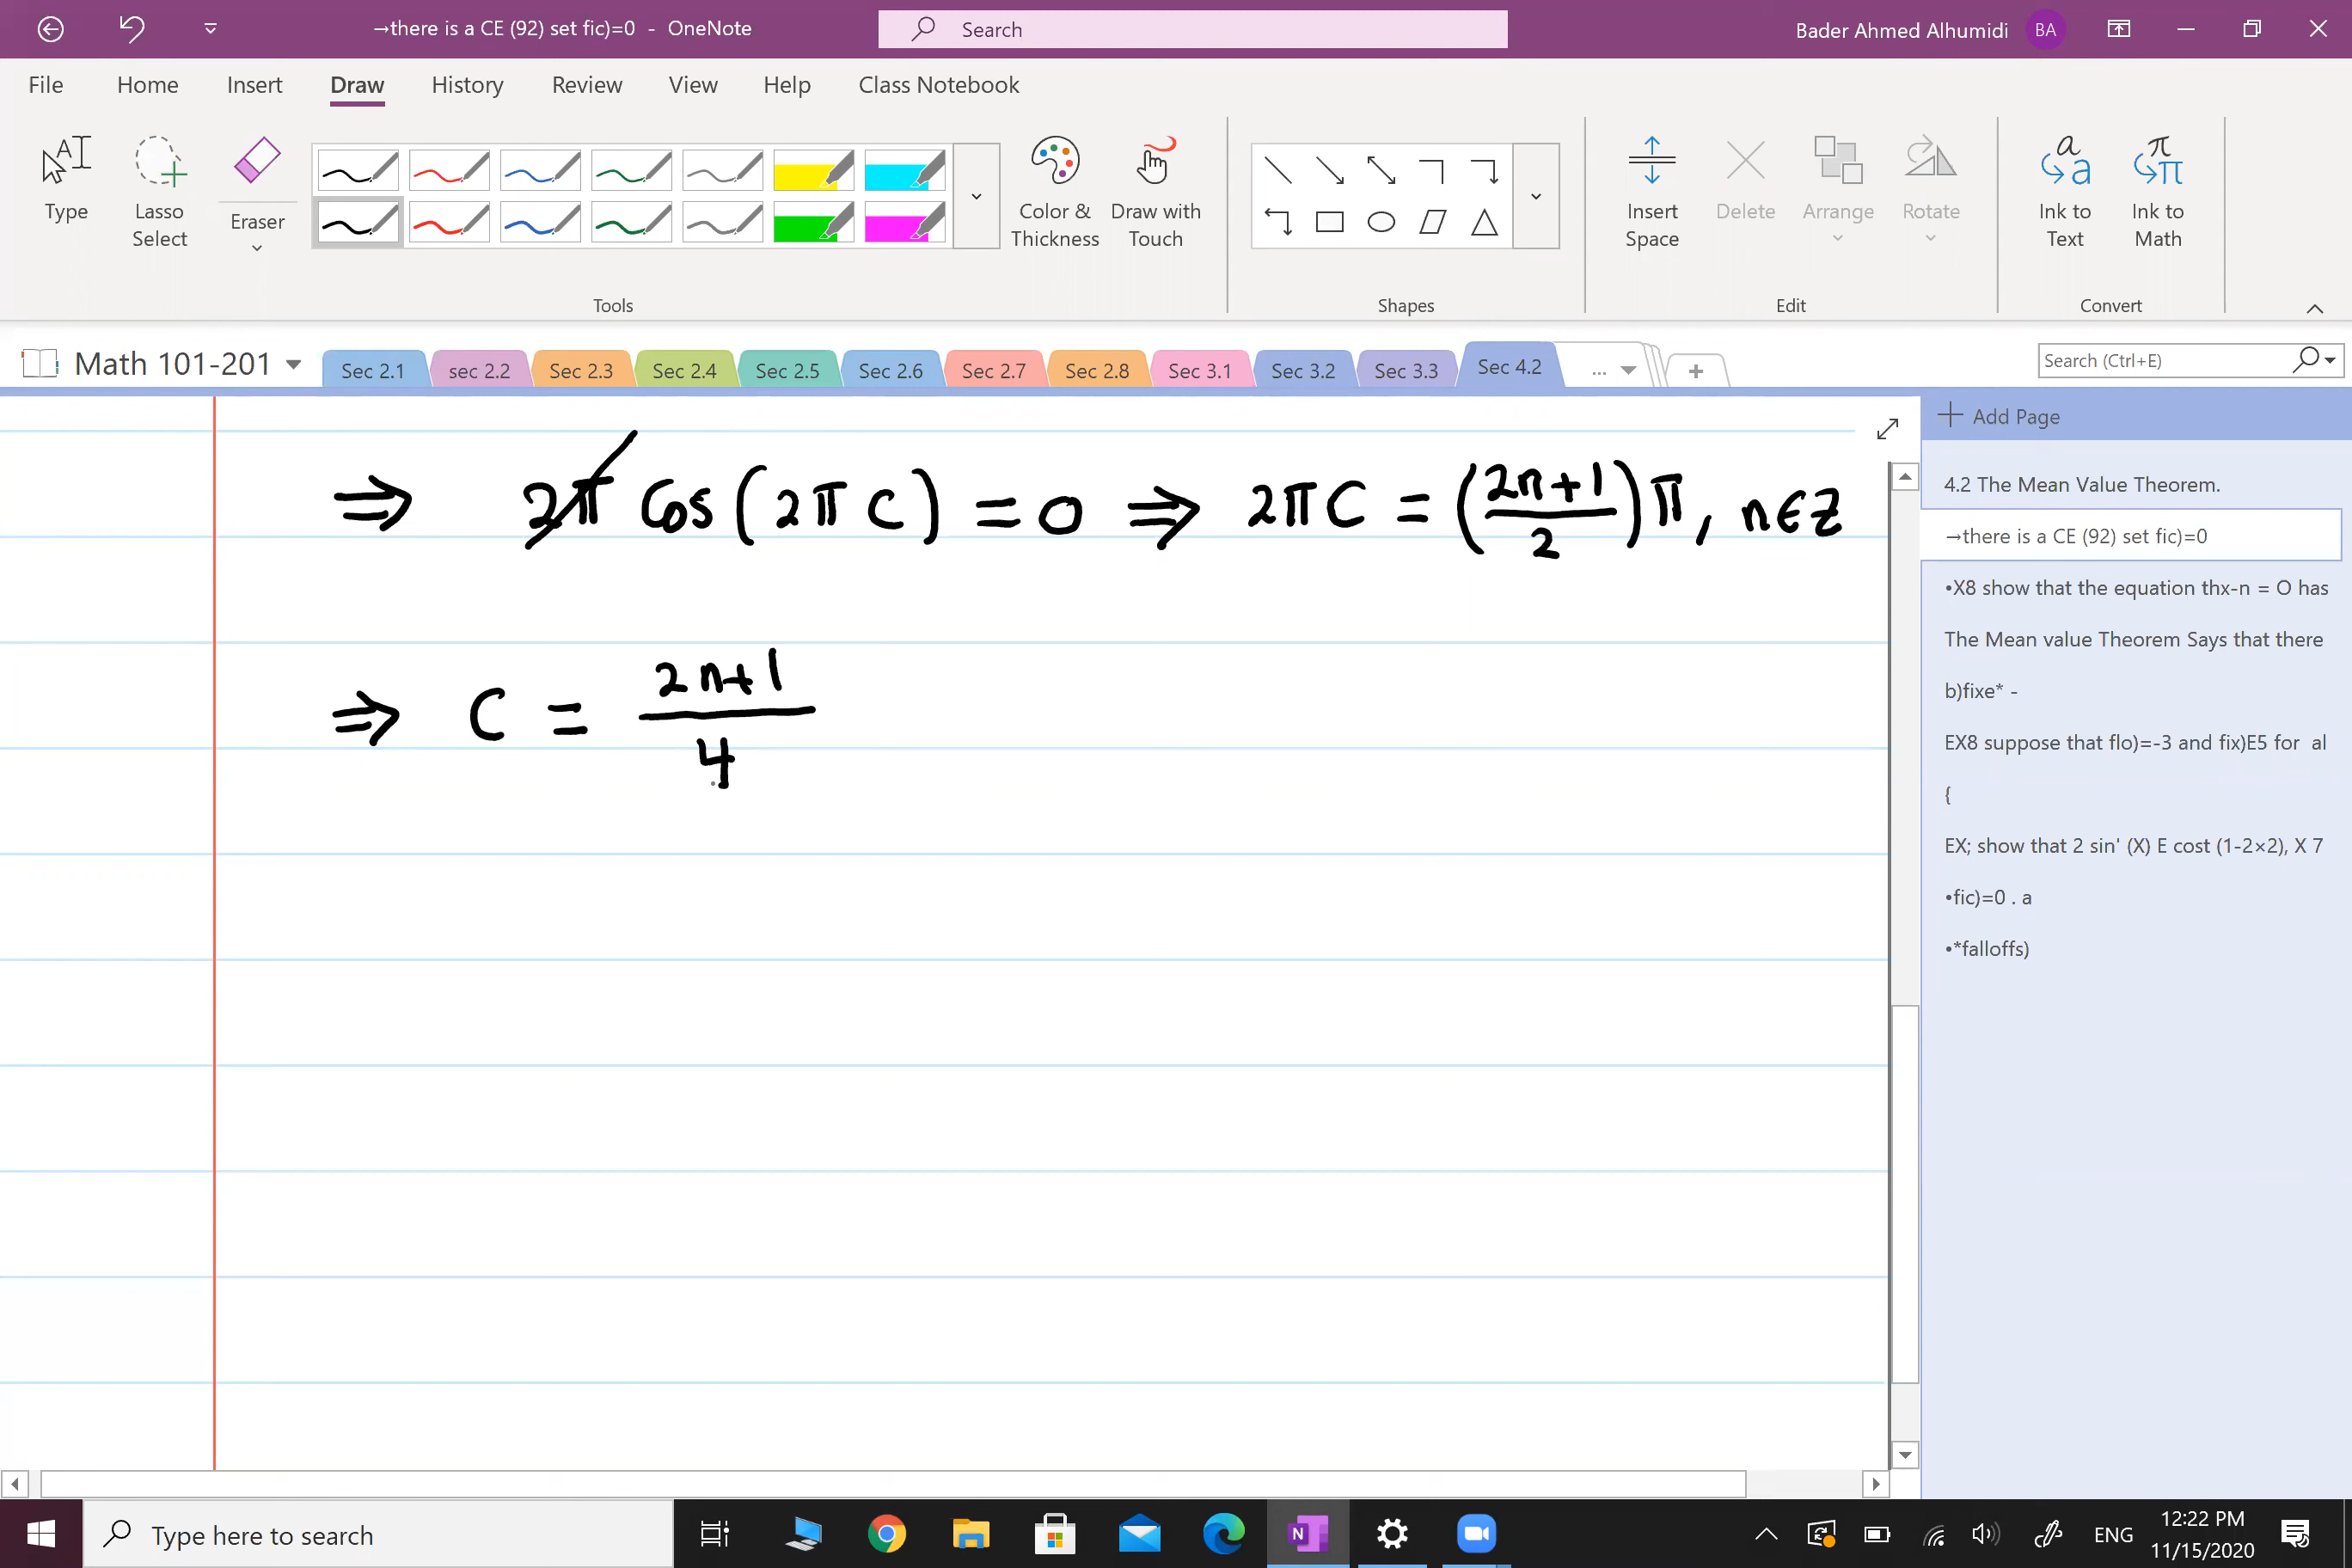 →there is a CE (92) set fic)=0 - OneNote
Search
Bader Ahmed Alhumidi BA
File Home Insert Draw History Review View Help Class Notebook
Type
Lasso Select
Eraser
Color & Thickness
Draw with Touch
Insert Space
Delete
Arrange
Rotate
Ink to Text
Ink to Math
Tools Shapes Edit Convert
Math 101-201 Sec 2.1 sec 2.2 Sec 2.3 Sec 2.4 Sec 2.5 Sec 2.6 Sec 2.7 Sec 2.8 Sec 3.1 Sec 3.2 Sec 3.3 Sec 4.2 ... +
Search (Ctrl+E)
⇒ 2π Cos(2πC) = 0 ⇒ 2πC = (2n+1/2)π, n∈Z
⇒ C = 2n+1/4
Add Page
4.2 The Mean Value Theorem.
→there is a CE (92) set fic)=0
•X8 show that the equation thx-n = O has
The Mean value Theorem Says that there
b)fixe* -
EX8 suppose that flo)=-3 and fix)E5 for al
{
EX; show that 2 sin' (X) E cost (1-2×2), X 7
•fic)=0 . a
•*falloffs)
Type here to search
ENG
12:22 PM
11/15/2020